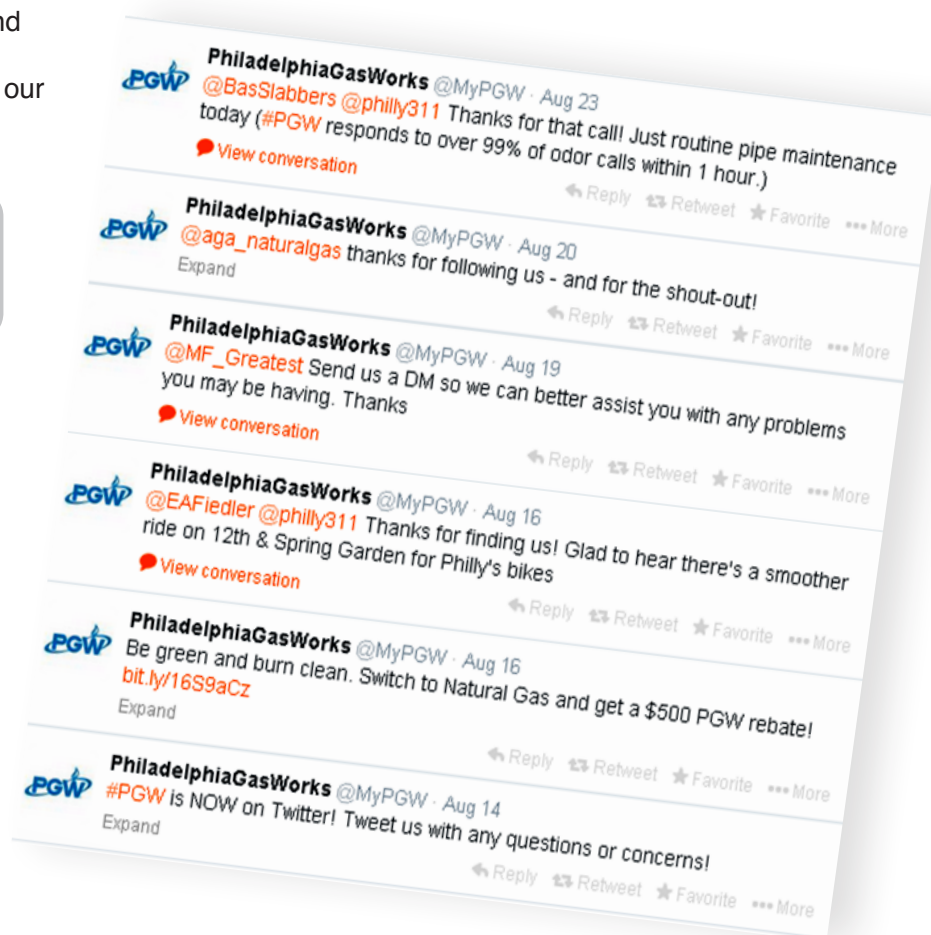 nd
our
PGW
PhiladelphiaGasWorks @MyPGW · Aug 23
@BasSlabbers @philly311 Thanks for that call! Just routine pipe maintenance
today (#PGW responds to over 99% of odor calls within 1 hour.)
View conversation
Reply Retweet Favorite More
PGW
PhiladelphiaGasWorks @MyPGW · Aug 20
@aga_naturalgas thanks for following us - and for the shout-out!
Expand
Reply Retweet Favorite More
PGW
PhiladelphiaGasWorks @MyPGW · Aug 19
@MF_Greatest Send us a DM so we can better assist you with any problems
you may be having. Thanks
View conversation
Reply Retweet Favorite More
PGW
PhiladelphiaGasWorks @MyPGW · Aug 16
@EAFiedler @philly311 Thanks for finding us! Glad to hear there's a smoother
ride on 12th & Spring Garden for Philly's bikes
View conversation
Reply Retweet Favorite More
PGW
PhiladelphiaGasWorks @MyPGW · Aug 16
Be green and burn clean. Switch to Natural Gas and get a $500 PGW rebate!
bit.ly/16S9aCz
Expand
Reply Retweet Favorite More
PGW
PhiladelphiaGasWorks @MyPGW · Aug 14
#PGW is NOW on Twitter! Tweet us with any questions or concerns!
Expand
Reply Retweet Favorite More